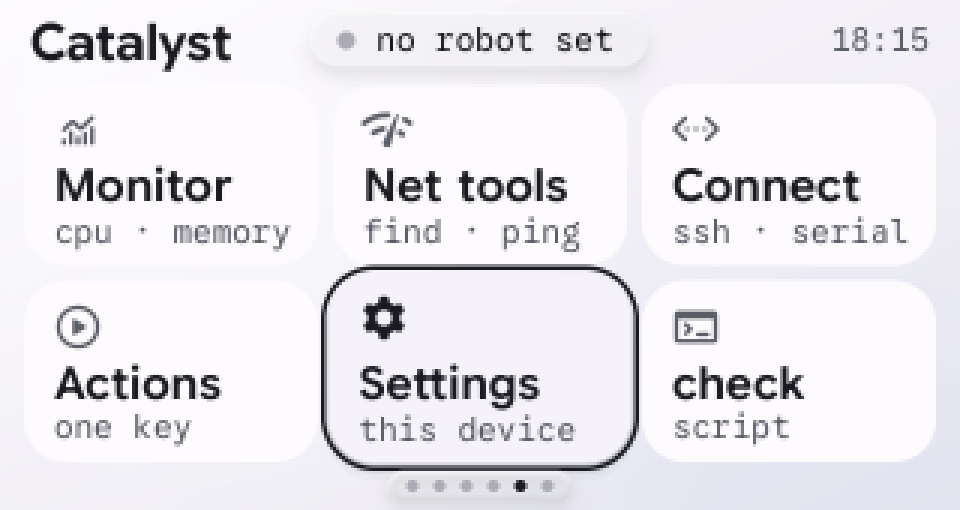 Catalyst
no robot set
18:15
Monitor
cpu · memory
Net tools
find · ping
Connect
ssh · serial
Actions
one key
Settings
this device
check
script